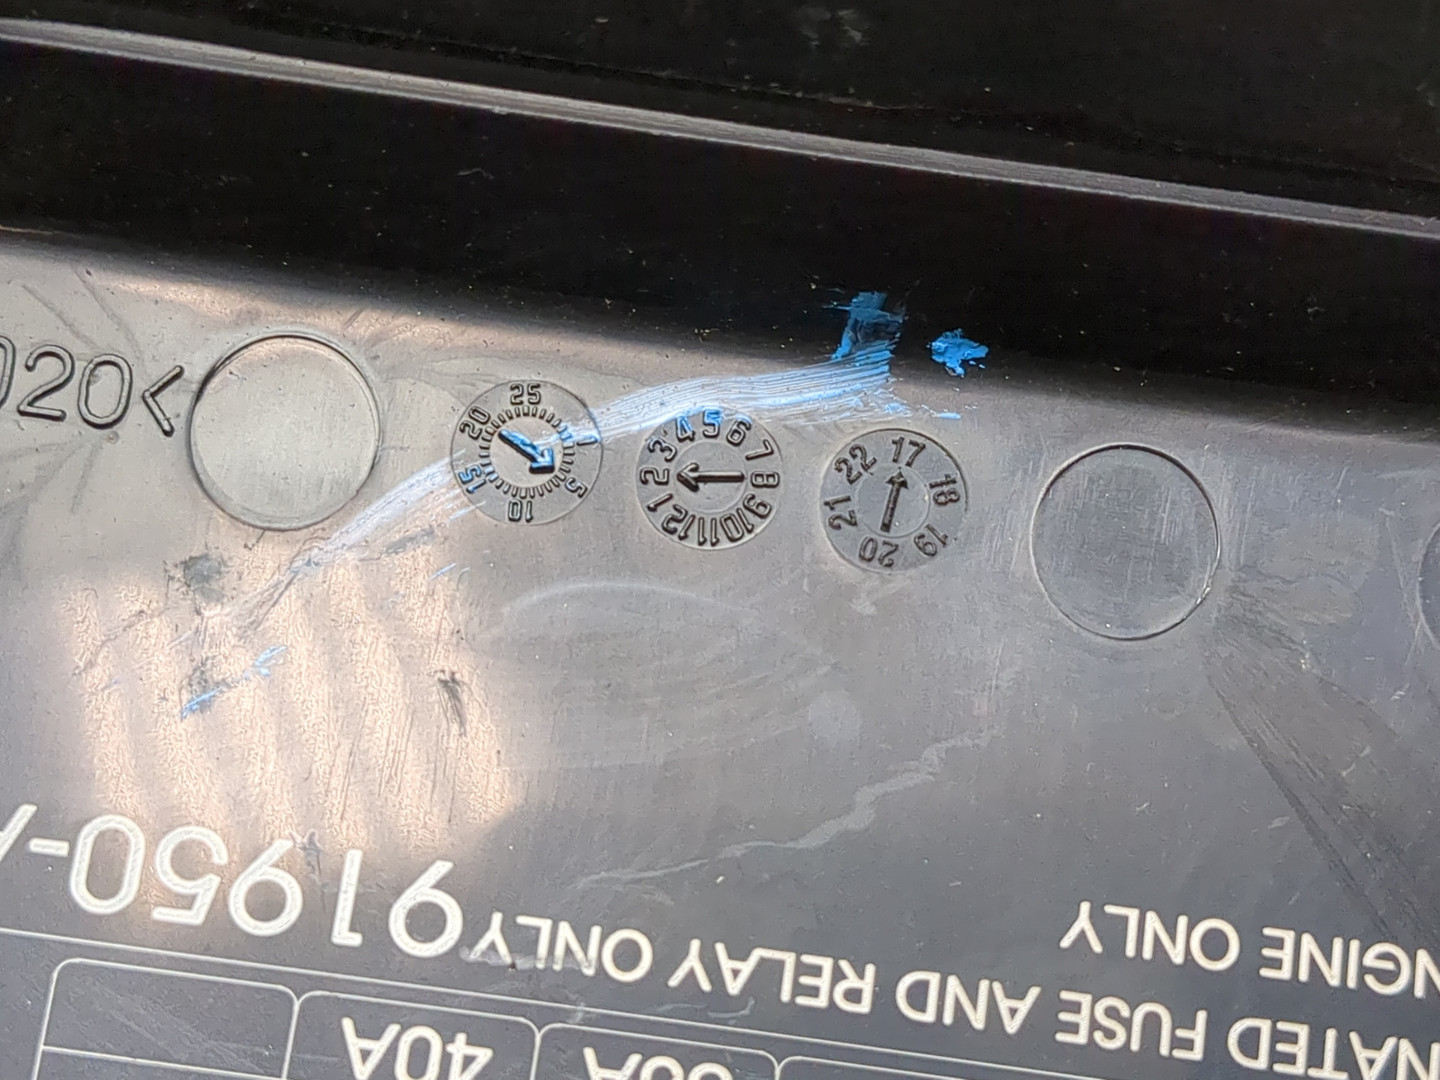 020<
25 1 5 10 15 20
1 2 3 4 5 6 7 8 9 10 11 12
17 18 19 20 21 22
NGINE ONLY
NATED FUSE AND RELAY ONLY
91950-A
40A